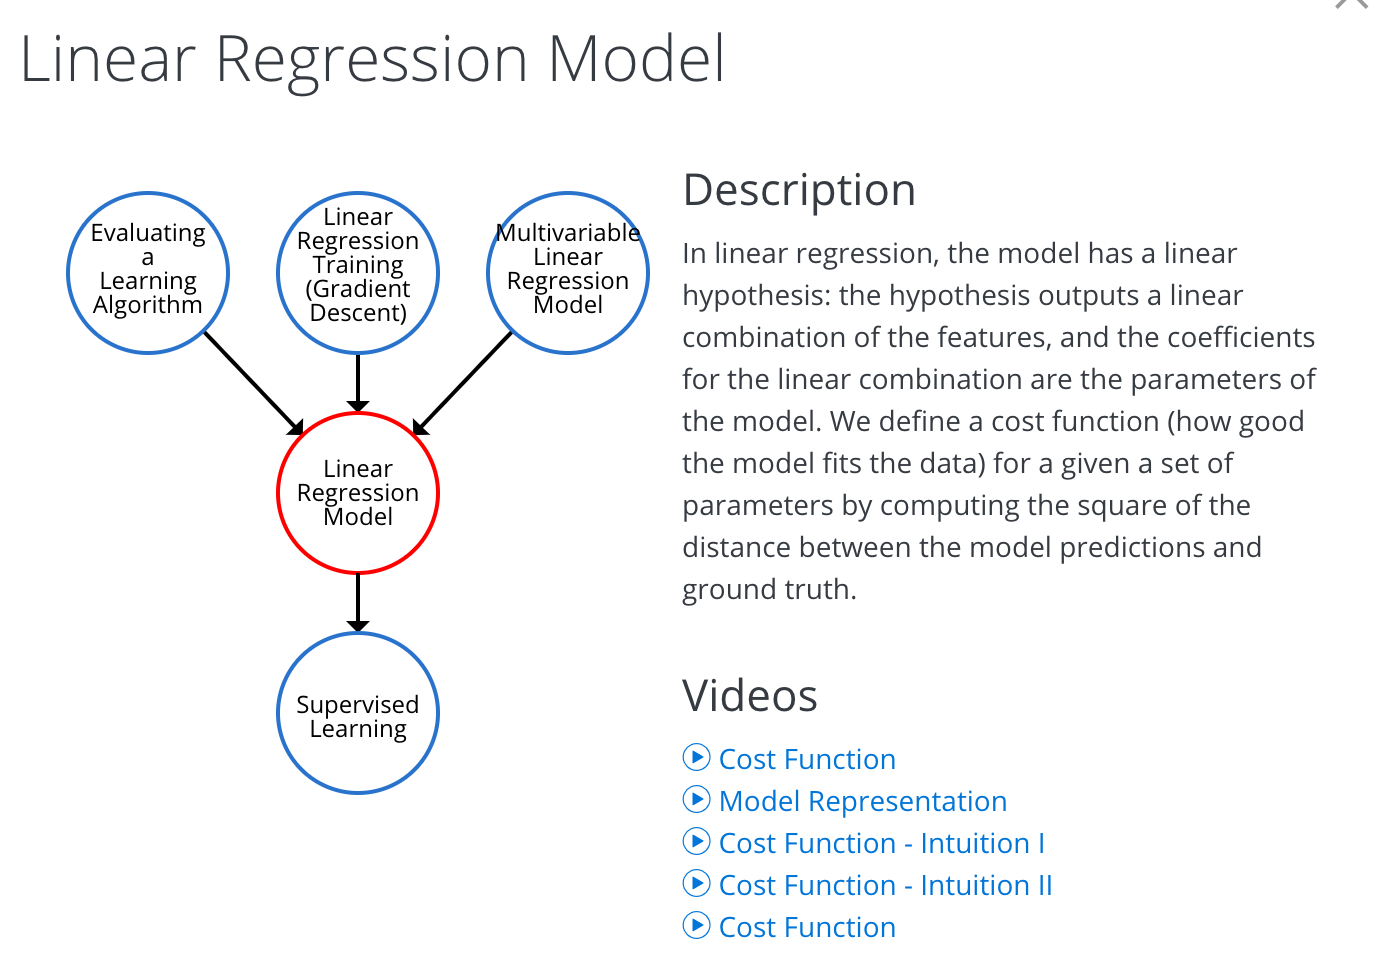 Linear Regression Model
Evaluating
a
Learning
Algorithm
Linear
Regression
Training
(Gradient
Descent)
Multivariable
Linear
Regression
Model
Linear
Regression
Model
Supervised
Learning
Description
In linear regression, the model has a linear
hypothesis: the hypothesis outputs a linear
combination of the features, and the coefficients
for the linear combination are the parameters of
the model. We define a cost function (how good
the model fits the data) for a given a set of
parameters by computing the square of the
distance between the model predictions and
ground truth.
Videos
Cost Function
Model Representation
Cost Function - Intuition I
Cost Function - Intuition II
Cost Function